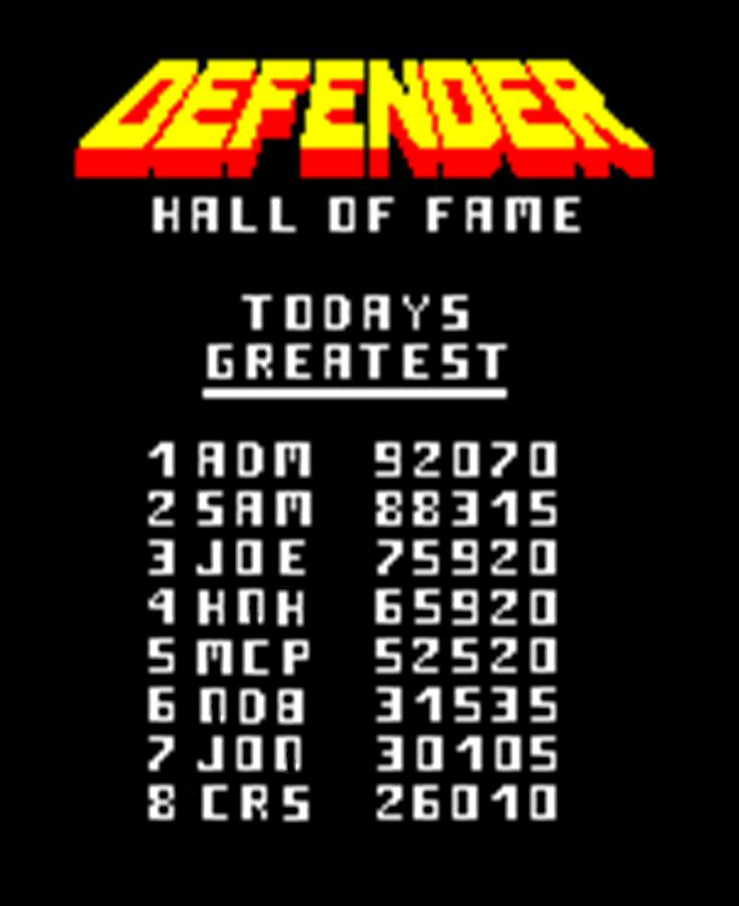 DEFENDER
HALL OF FAME
TODAYS
GREATEST
1 ADM 92070
2 SAM 88315
3 JOE 75920
4 HNH 65920
5 MCP 52520
6 NDB 31535
7 JON 30105
8 CRS 26010